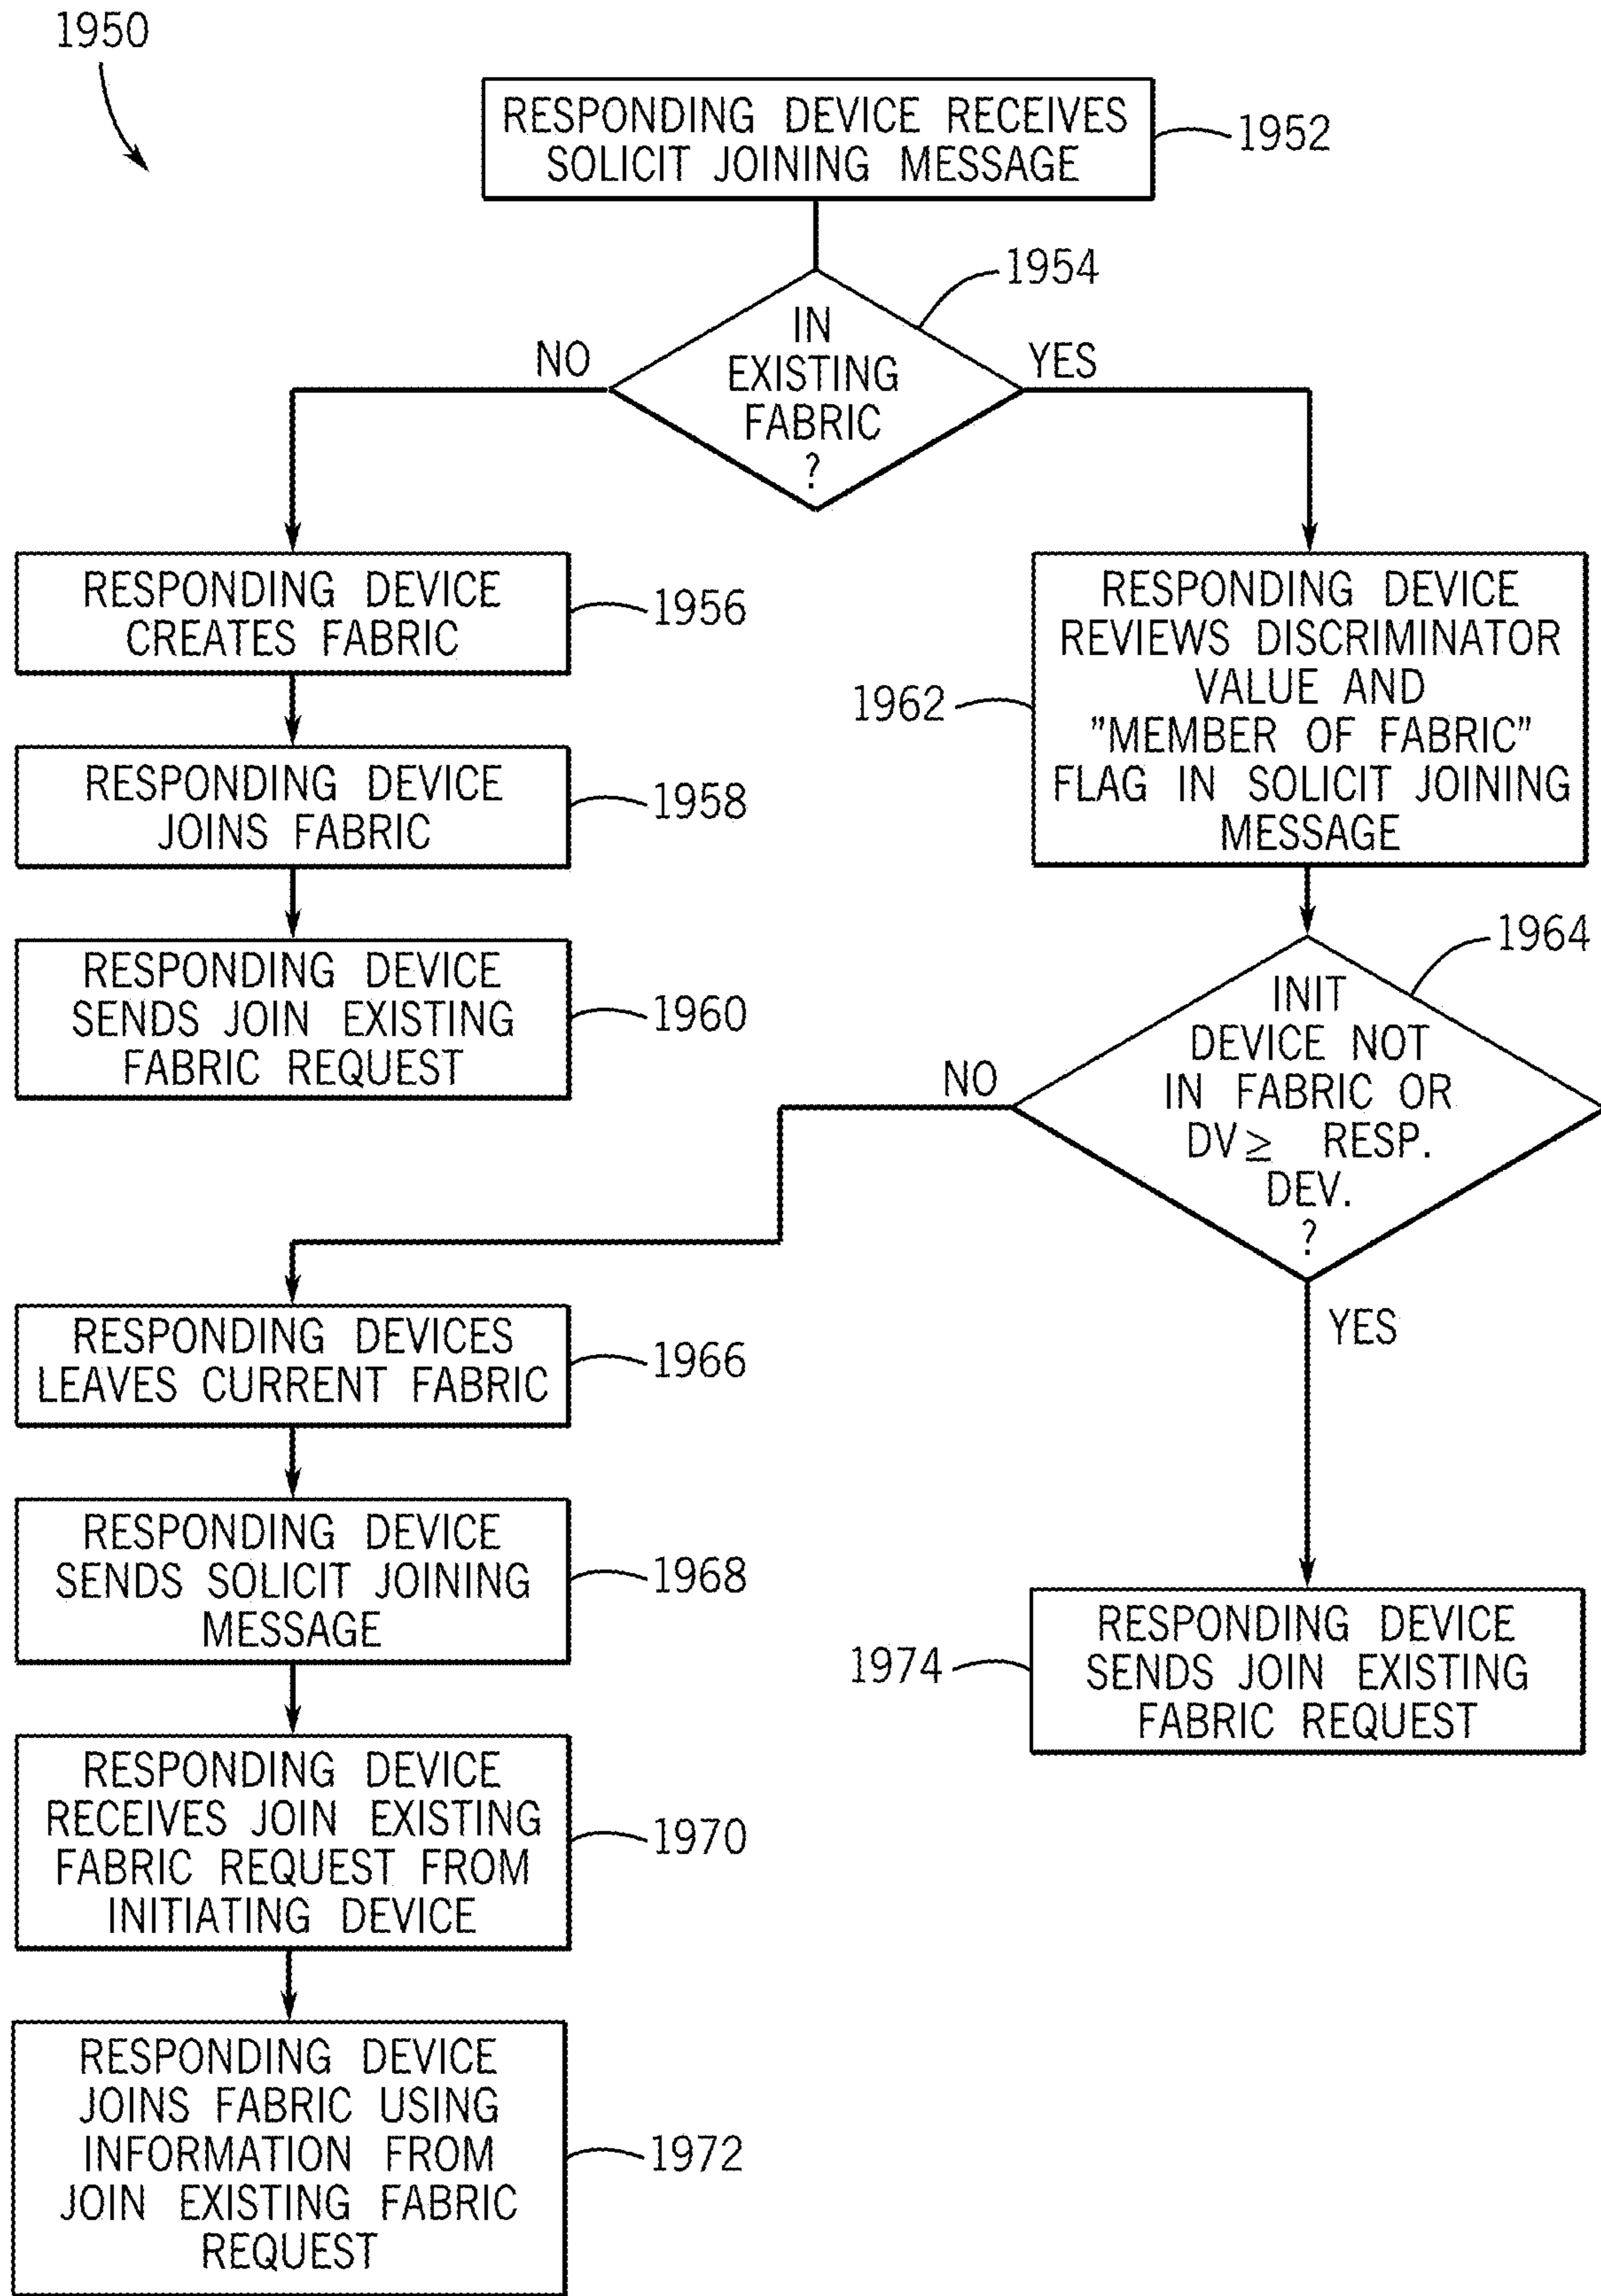 1950
RESPONDING DEVICE RECEIVES
SOLICIT JOINING MESSAGE
1952
1954
IN
EXISTING
FABRIC
?
NO
YES
RESPONDING DEVICE
CREATES FABRIC
1956
RESPONDING DEVICE
JOINS FABRIC
1958
RESPONDING DEVICE
SENDS JOIN EXISTING
FABRIC REQUEST
1960
RESPONDING DEVICE
REVIEWS DISCRIMINATOR
VALUE AND
"MEMBER OF FABRIC"
FLAG IN SOLICIT JOINING
MESSAGE
1962
1964
INIT
DEVICE NOT
IN FABRIC OR
DV ≥ RESP.
DEV.
?
NO
YES
RESPONDING DEVICES
LEAVES CURRENT FABRIC
1966
RESPONDING DEVICE
SENDS SOLICIT JOINING
MESSAGE
1968
RESPONDING DEVICE
RECEIVES JOIN EXISTING
FABRIC REQUEST FROM
INITIATING DEVICE
1970
RESPONDING DEVICE
JOINS FABRIC USING
INFORMATION FROM
JOIN EXISTING FABRIC
REQUEST
1972
RESPONDING DEVICE
SENDS JOIN EXISTING
FABRIC REQUEST
1974